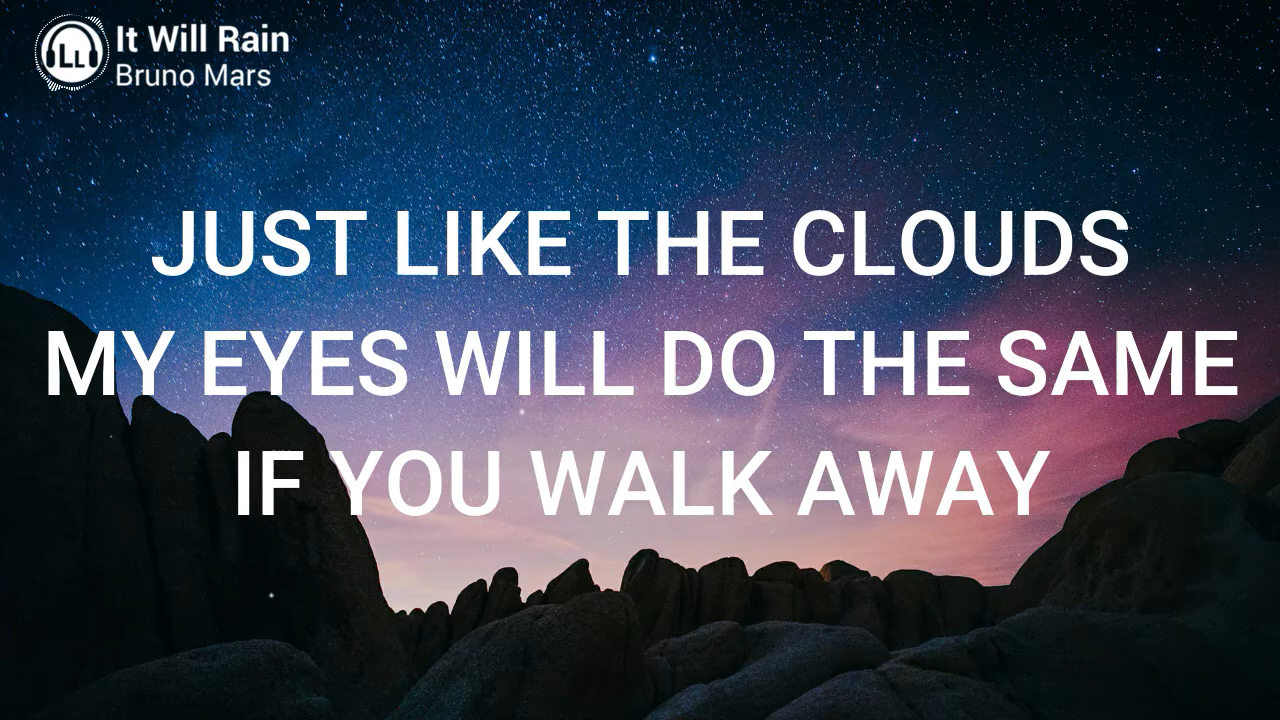 It Will Rain
Bruno Mars
LL
JUST LIKE THE CLOUDS
MY EYES WILL DO THE SAME
IF YOU WALK AWAY